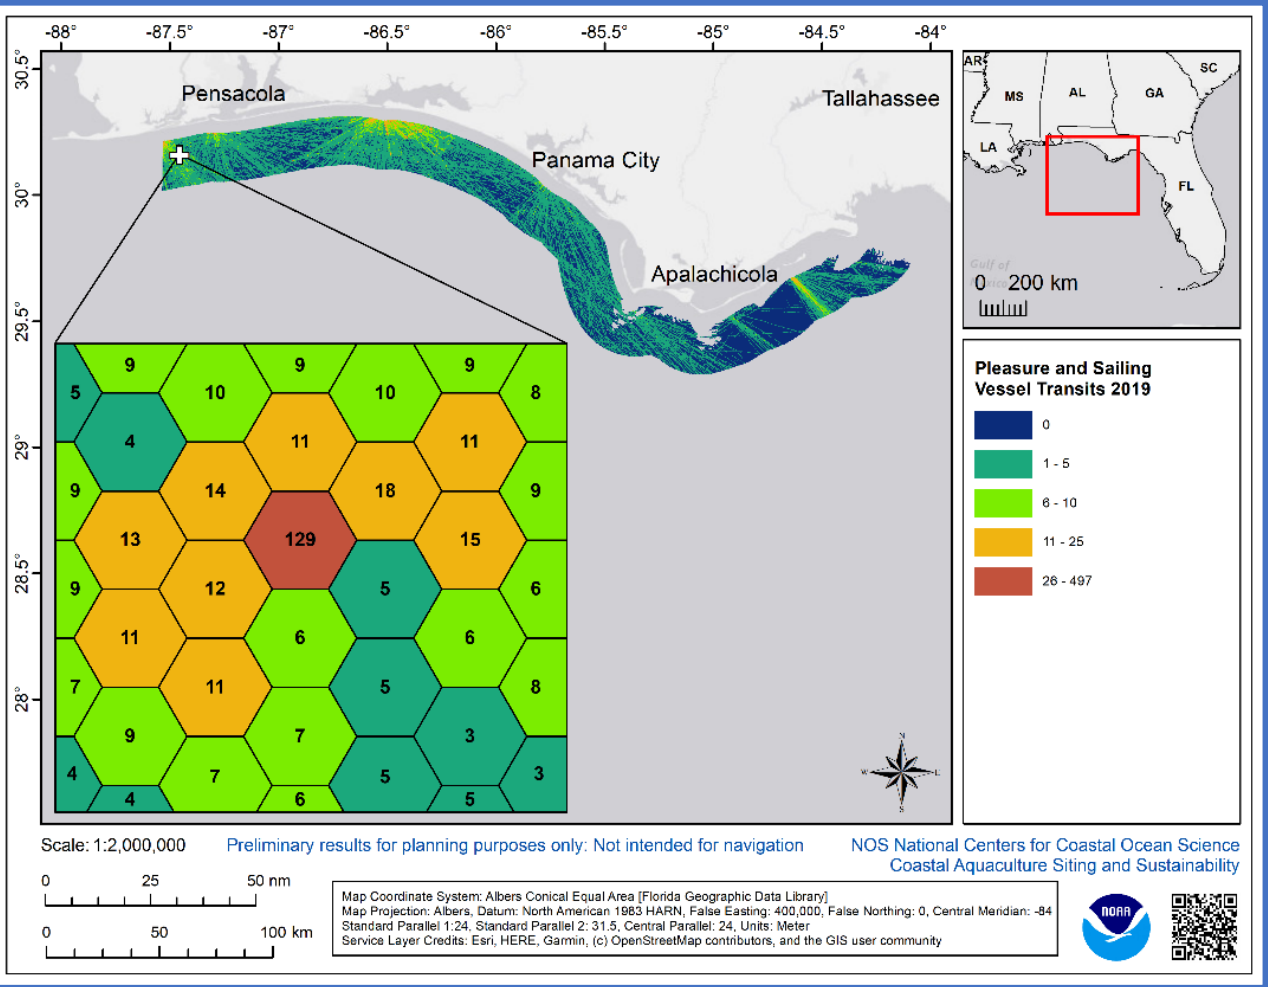 -88° -87.5° -87° -86.5° -86° -85.5° -85° -84.5° -84°
30.5°
30°
29.5°
29°
28.5°
28°
Pensacola
Tallahassee
Panama City
Apalachicola
9 9 9
5 10 10 8
4 11 11
9 14 18 9
13 129 15
9 12 5 6
11 6 6
7 11 5 8
9 7 3
4 7 5 3
4 6 5
N
W E
S
AR
SC
MS AL GA
LA
FL
Gulf of
Mexico
0 200 km
Pleasure and Sailing
Vessel Transits 2019
0
1 - 5
6 - 10
11 - 25
26 - 497
Scale: 1:2,000,000
Preliminary results for planning purposes only: Not intended for navigation
NOS National Centers for Coastal Ocean Science
Coastal Aquaculture Siting and Sustainability
0 25 50 nm
0 50 100 km
Map Coordinate System: Albers Conical Equal Area [Florida Geographic Data Library]
Map Projection: Albers, Datum: North American 1983 HARN, False Easting: 400,000, False Northing: 0, Central Meridian: -84
Standard Parallel 1:24, Standard Parallel 2: 31.5, Central Parallel: 24, Units: Meter
Service Layer Credits: Esri, HERE, Garmin, (c) OpenStreetMap contributors, and the GIS user community
NOAA